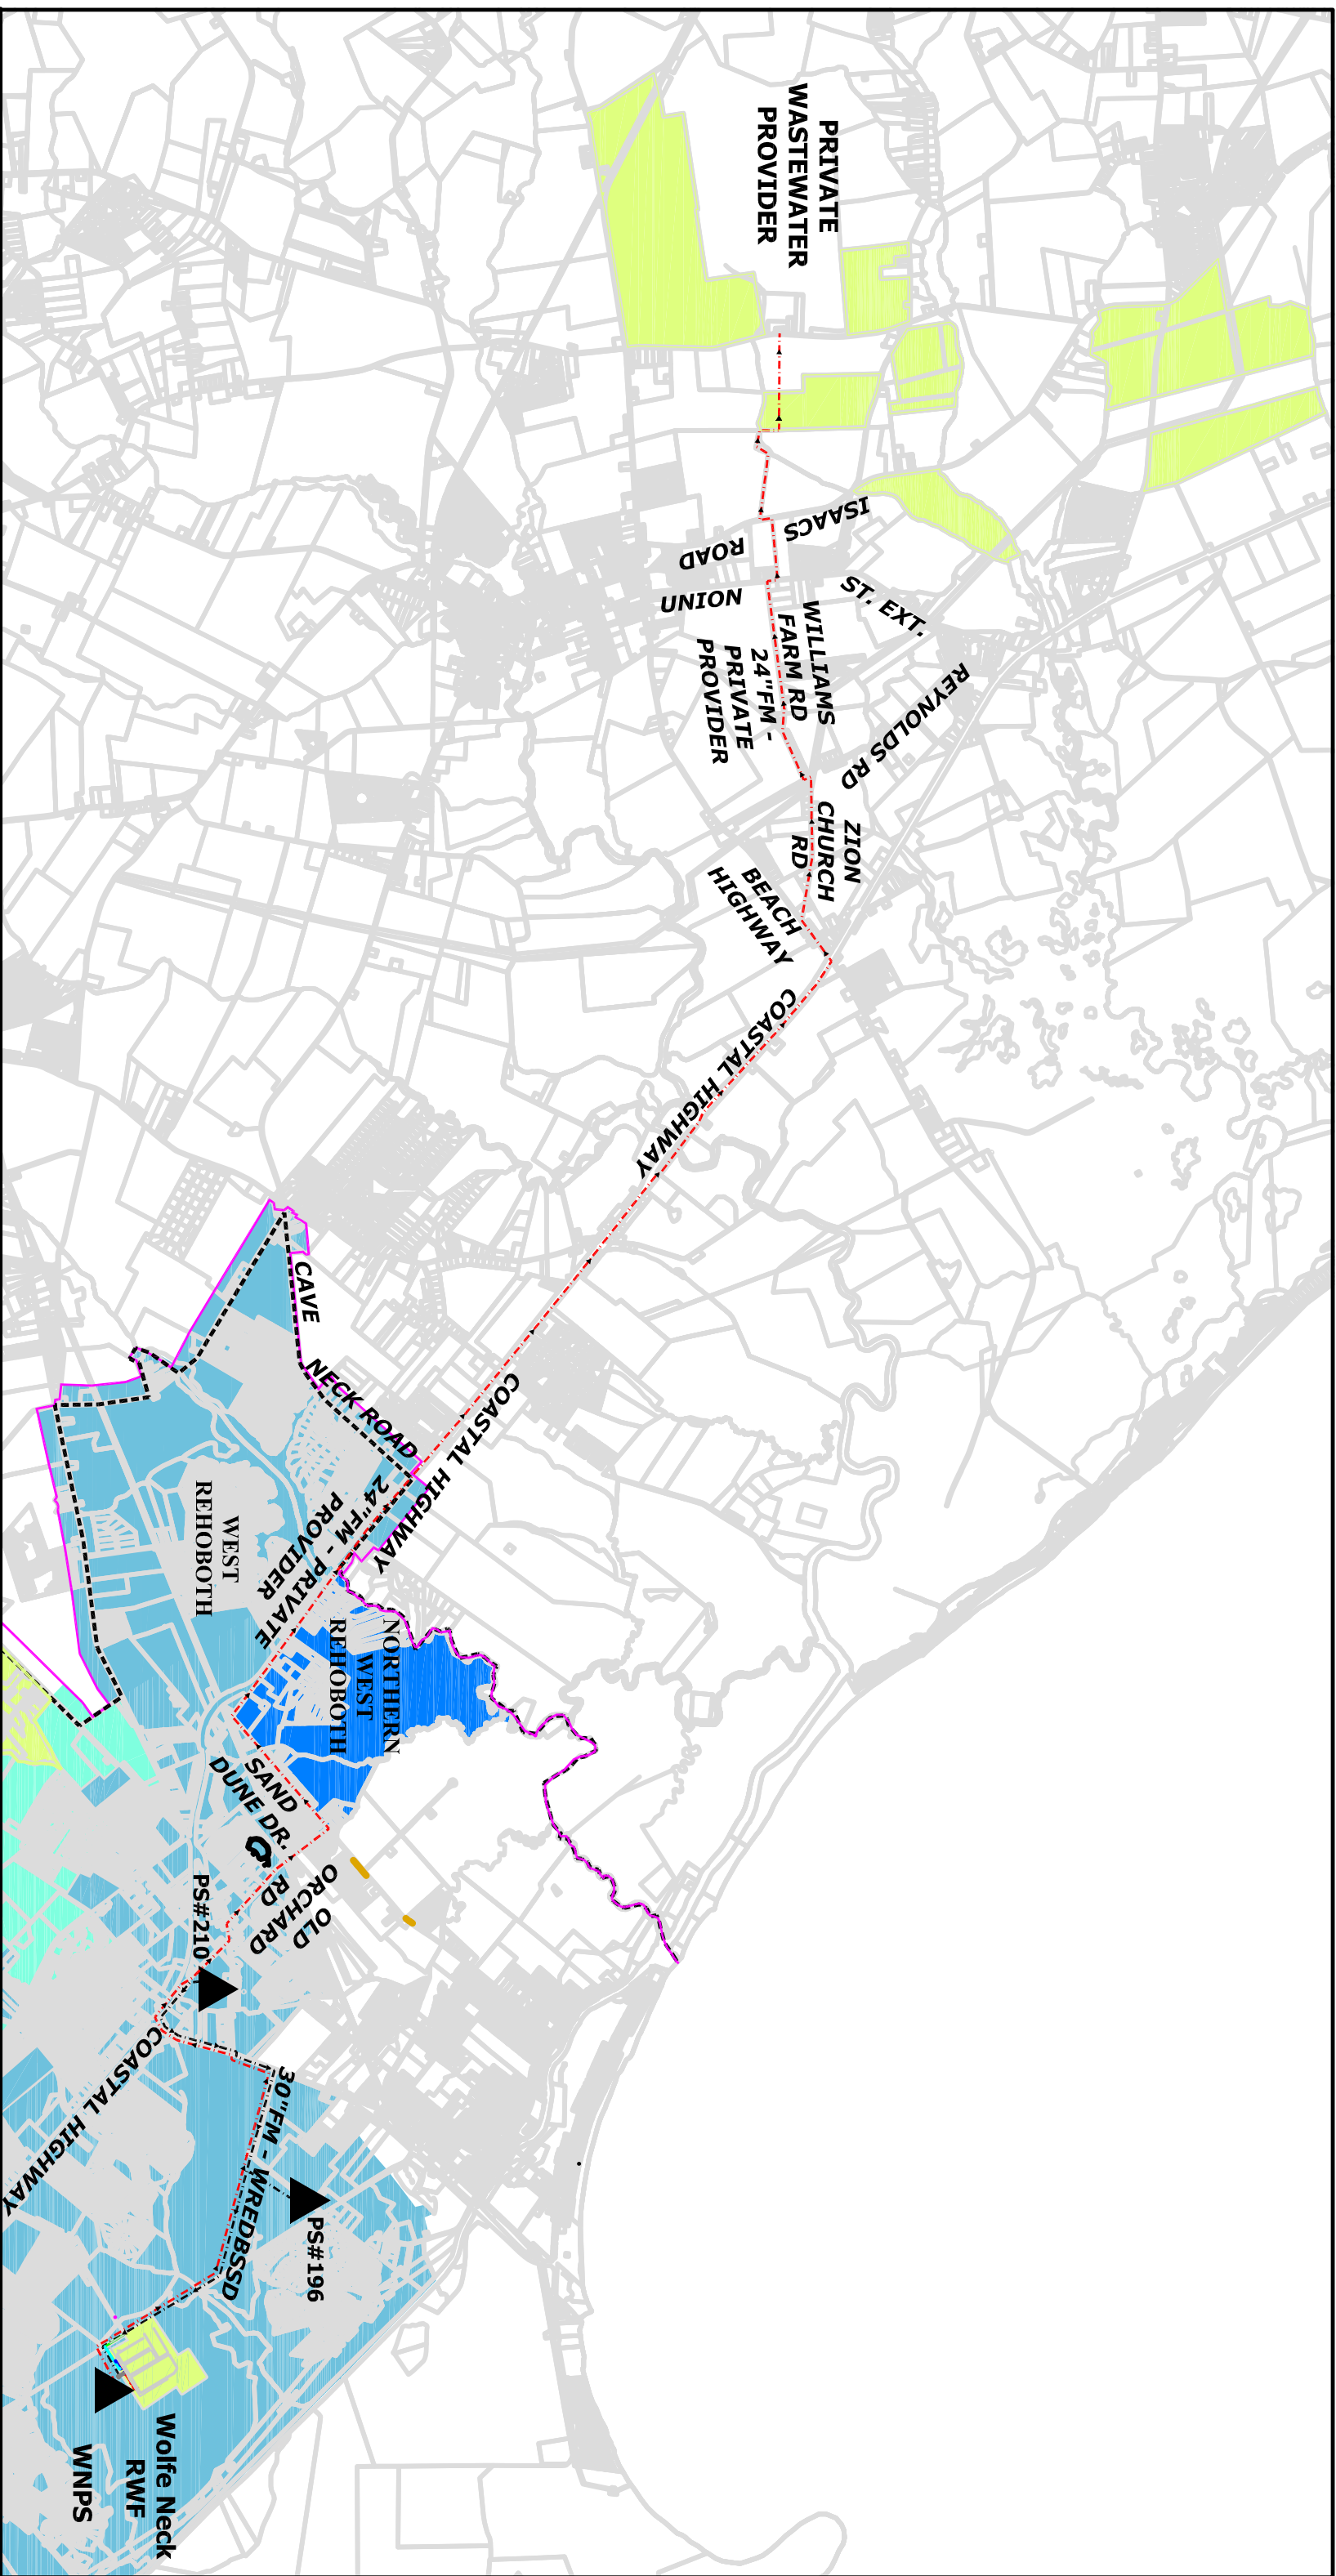 PRIVATE
WASTEWATER
PROVIDER
ISAACS
ROAD
UNION
ST. EXT.
WILLIAMS
FARM RD
24"FM -
PRIVATE
PROVIDER
REYNOLDS RD
ZION
CHURCH
RD
BEACH
HIGHWAY
COASTAL HIGHWAY
CAVE
NECK ROAD
COASTAL HIGHWAY
24"FM - PRIVATE
PROVIDER
WEST
REHOBOTH
NORTHERN
WEST
REHOBOTH
SAND
DUNE DR.
OLD
ORCHARD
RD
PS#210
COASTAL HIGHWAY
30"FM - WREDBSSD
PS#196
Wolfe Neck
RWF
WNPS